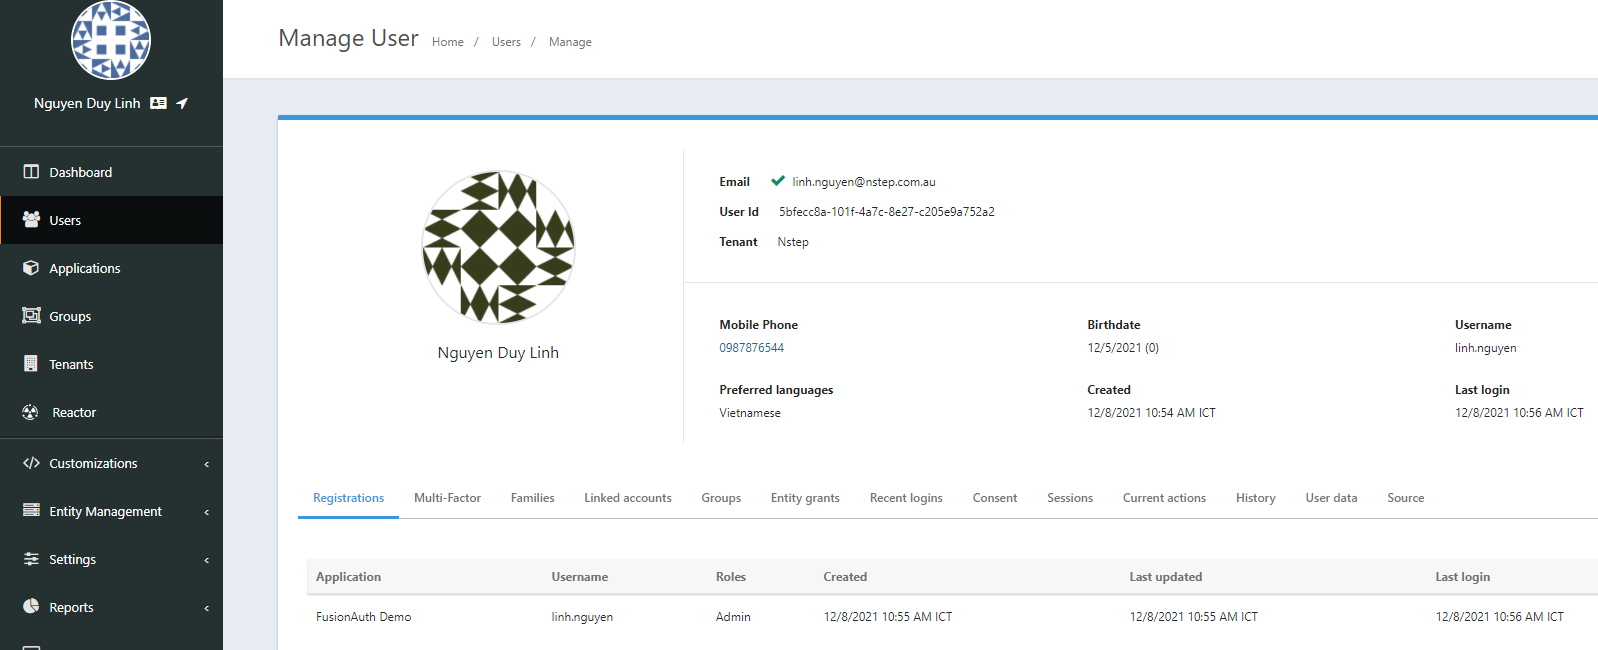 Nguyen Duy Linh
Dashboard
Users
Applications
Groups
Tenants
Reactor
Customizations
Entity Management
Settings
Reports
Manage User Home / Users / Manage
Nguyen Duy Linh
Email linh.nguyen@nstep.com.au
User Id 5bfecc8a-101f-4a7c-8e27-c205e9a752a2
Tenant Nstep
Mobile Phone Birthdate Username
0987876544 12/5/2021 (0) linh.nguyen
Preferred languages Created Last login
Vietnamese 12/8/2021 10:54 AM ICT 12/8/2021 10:56 AM ICT
Registrations Multi-Factor Families Linked accounts Groups Entity grants Recent logins Consent Sessions Current actions History User data Source
Application Username Roles Created Last updated Last login
FusionAuth Demo linh.nguyen Admin 12/8/2021 10:55 AM ICT 12/8/2021 10:55 AM ICT 12/8/2021 10:56 AM ICT